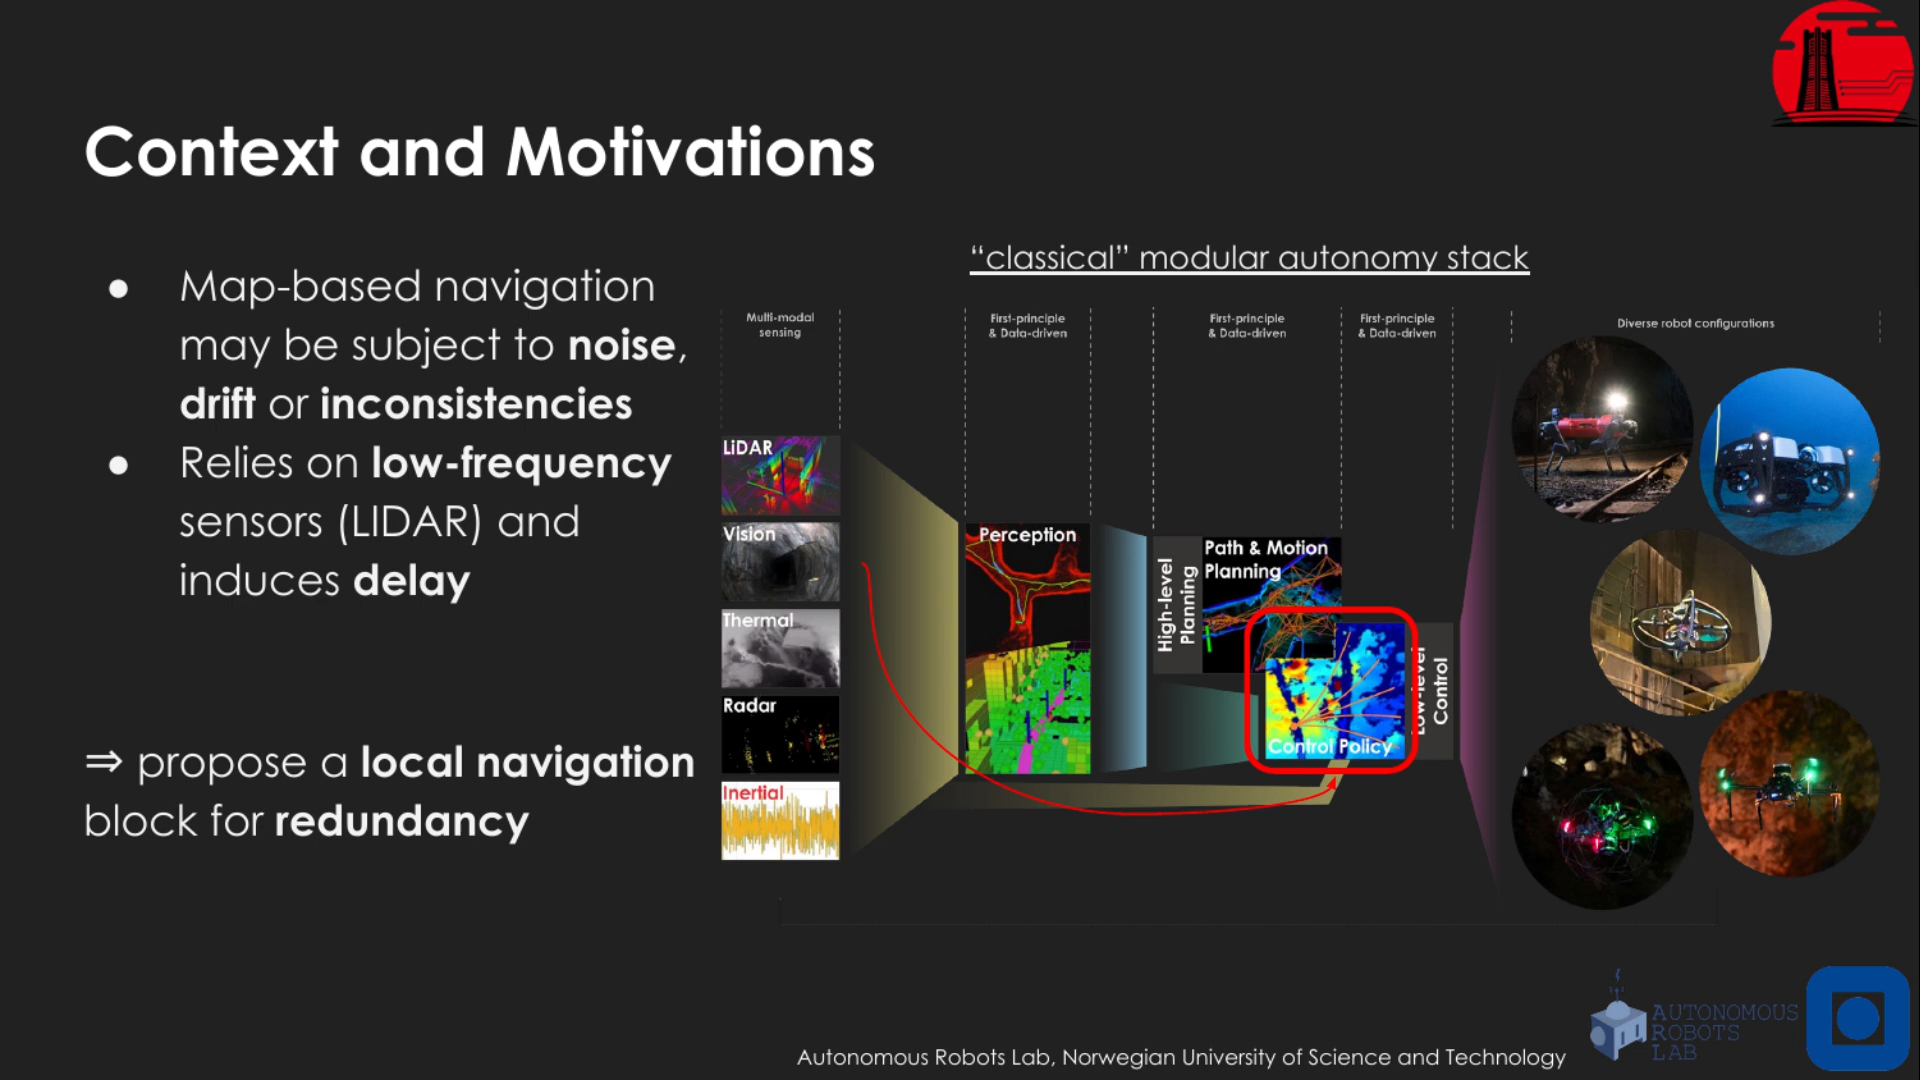 Context and Motivations
● Map-based navigation
may be subject to noise,
drift or inconsistencies
● Relies on low-frequency
sensors (LIDAR) and
induces delay
⇒ propose a local navigation
block for redundancy
“classical” modular autonomy stack
Multi-modal
sensing
First-principle
& Data-driven
First-principle
& Data-driven
First-principle
& Data-driven
Diverse robot configurations
LiDAR
Vision
Thermal
Radar
Inertial
Perception
High-level
Planning
Path & Motion
Planning
Control Policy
Low-level
Control
AUTONOMOUS
ROBOTS
LAB
Autonomous Robots Lab, Norwegian University of Science and Technology